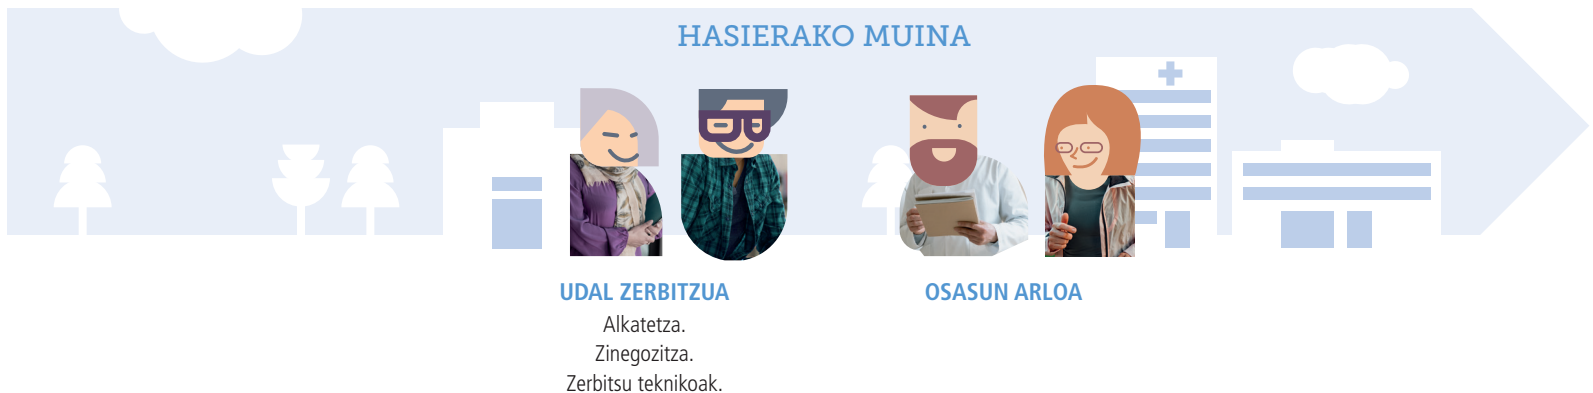 HASIERAKO MUINA
UDAL ZERBITZUA
Alkatetza.
Zinegozitza.
Zerbitsu teknikoak.
OSASUN ARLOA